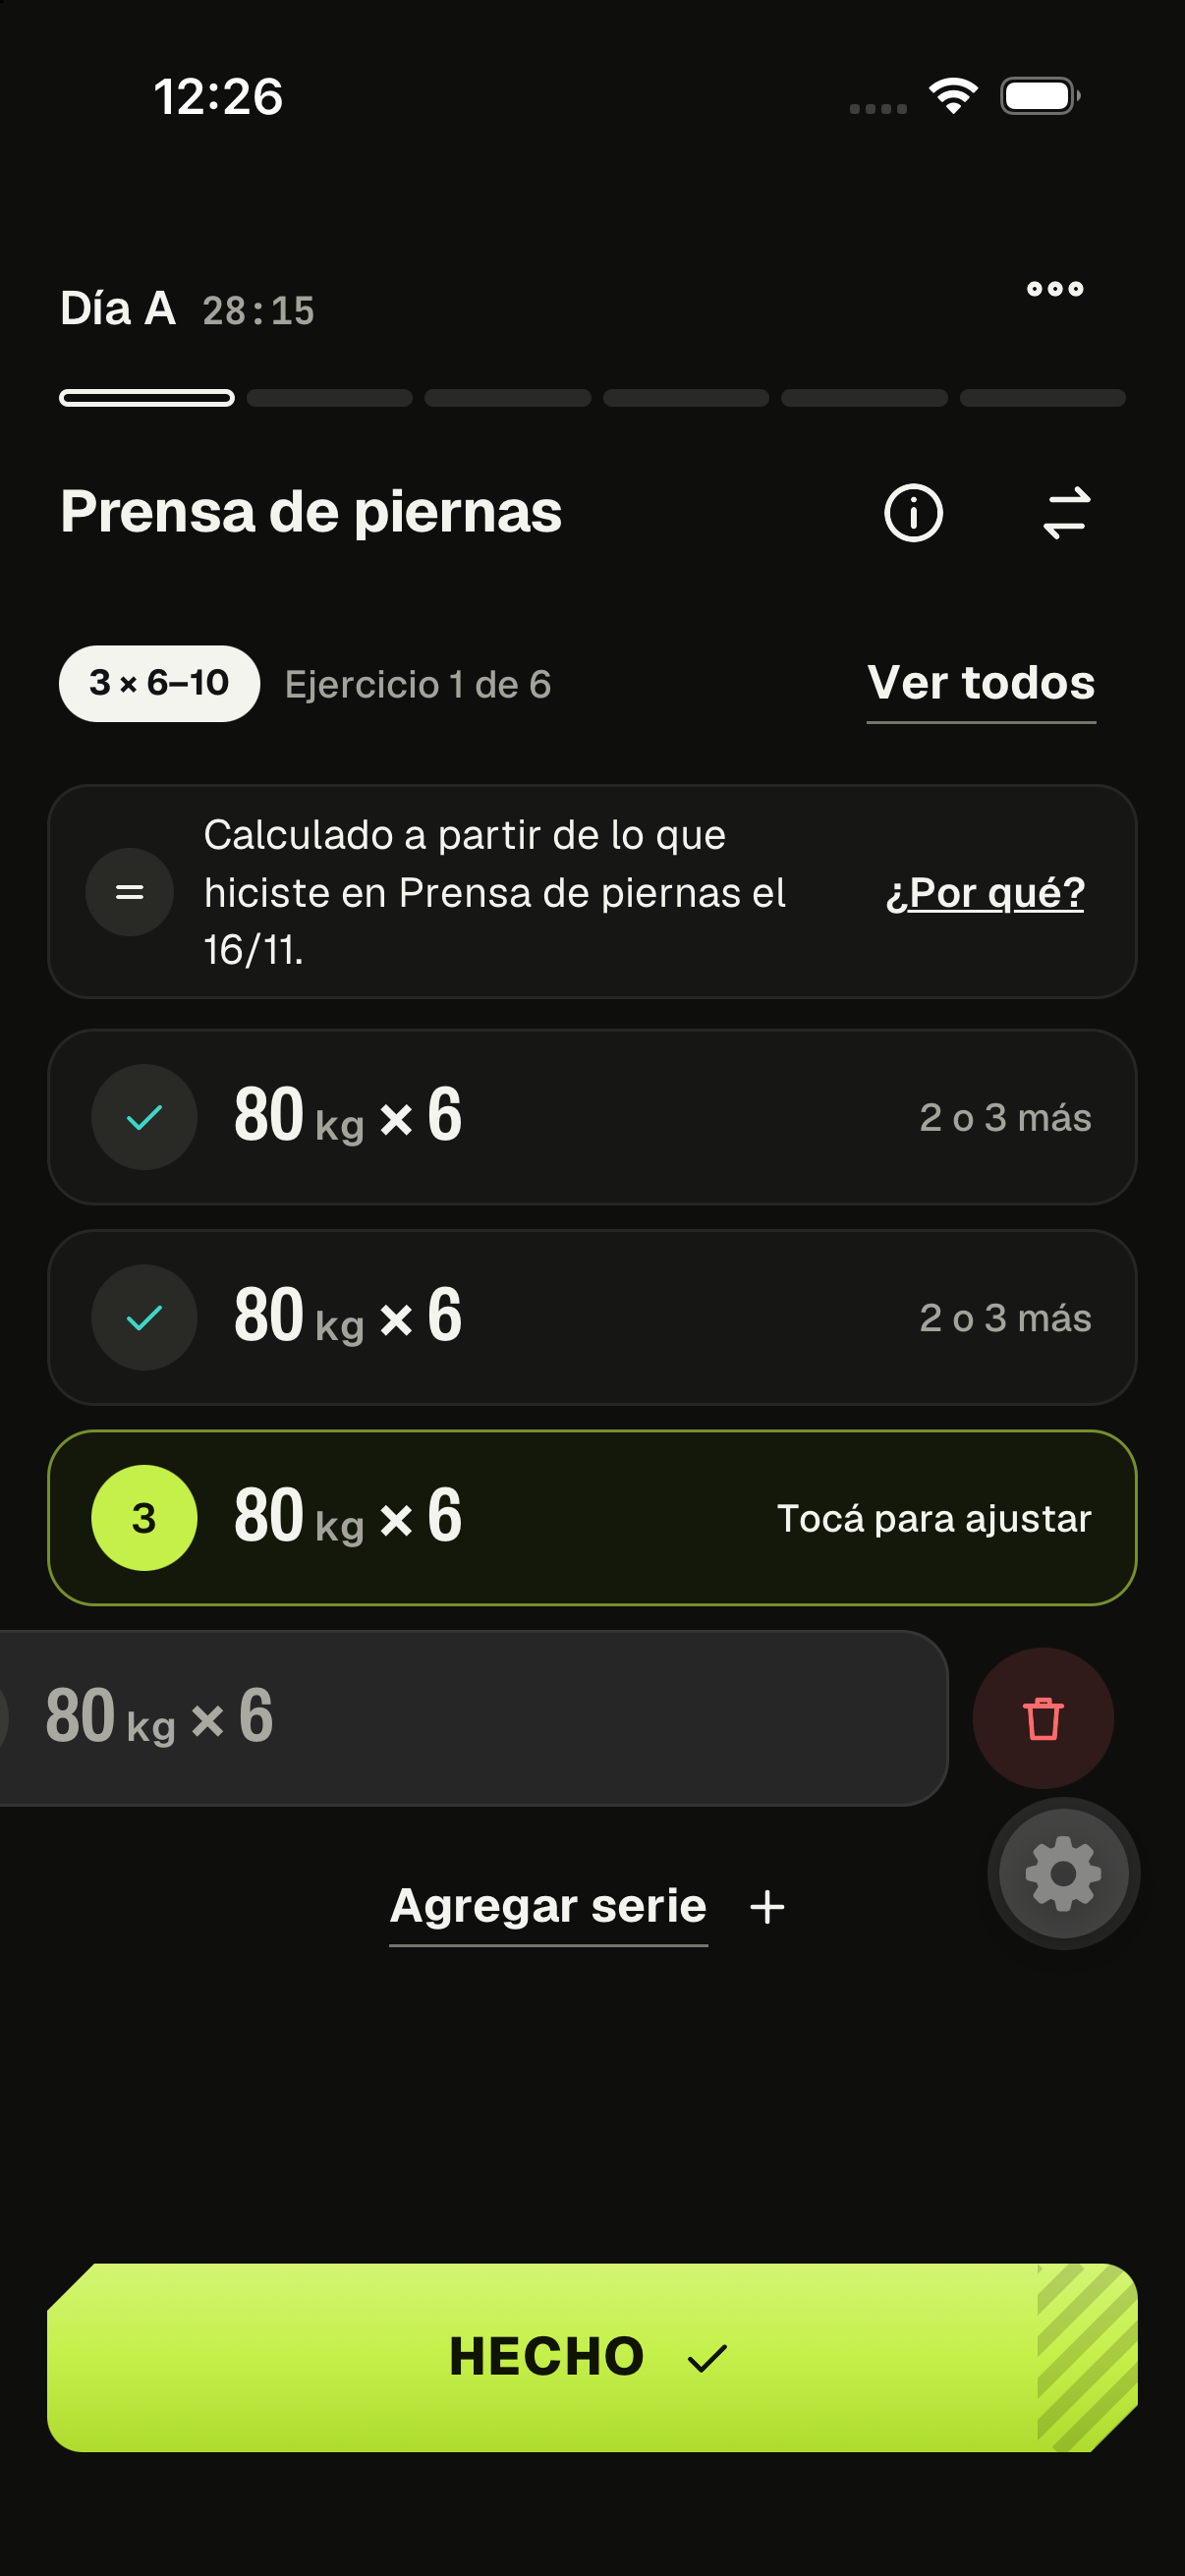 12:26
Día A 28:15
Prensa de piernas
3 × 6–10 Ejercicio 1 de 6 Ver todos
Calculado a partir de lo que
hiciste en Prensa de piernas el
16/11.
¿Por qué?
80 kg × 6 2 o 3 más
80 kg × 6 2 o 3 más
3 80 kg × 6 Tocá para ajustar
80 kg × 6
Agregar serie +
HECHO